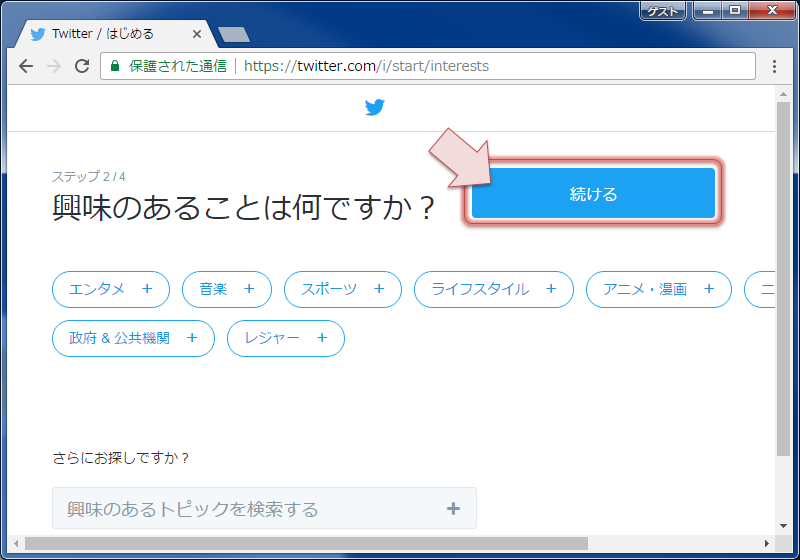 ゲスト
Twitter / はじめる
保護された通信 https://twitter.com/i/start/interests
ステップ 2 / 4
興味のあることは何ですか？
続ける
エンタメ + 音楽 + スポーツ + ライフスタイル + アニメ・漫画 + ニ
政府 & 公共機関 + レジャー +
さらにお探しですか？
興味のあるトピックを検索する +